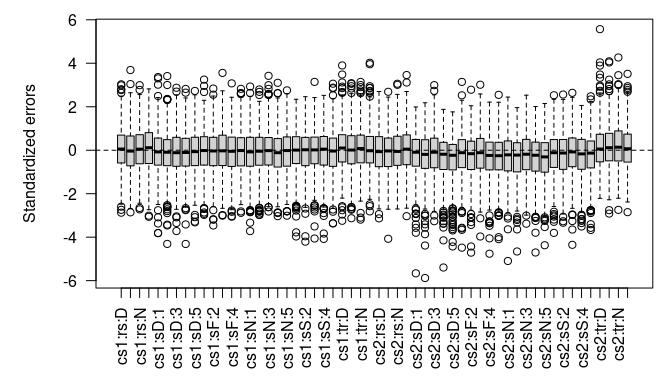 Standardized errors
6
4
2
0
-2
-4
-6
cs1:rs:D
cs1:rs:N
cs1:sD:1
cs1:sD:3
cs1:sD:5
cs1:sF:2
cs1:sF:4
cs1:sN:1
cs1:sN:3
cs1:sN:5
cs1:sS:2
cs1:sS:4
cs1:tr:D
cs1:tr:N
cs2:rs:D
cs2:rs:N
cs2:sD:1
cs2:sD:3
cs2:sD:5
cs2:sF:2
cs2:sF:4
cs2:sN:1
cs2:sN:3
cs2:sN:5
cs2:sS:2
cs2:sS:4
cs2:tr:D
cs2:tr:N